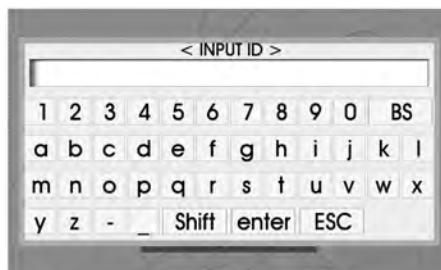 < INPUT ID >
1 2 3 4 5 6 7 8 9 0 BS
a b c d e f g h i j k l
m n o p q r s t u v w x
y z - _ Shift enter ESC